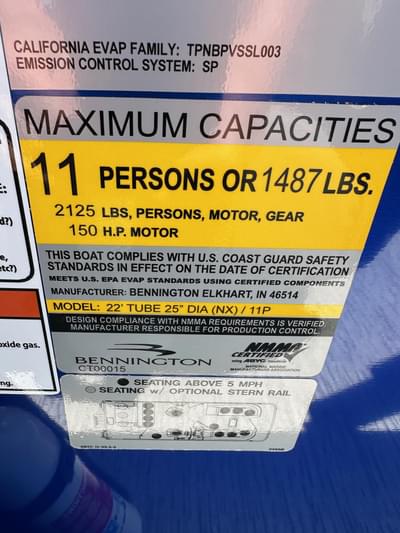 CALIFORNIA EVAP FAMILY: TPNBPVSSL003
EMISSION CONTROL SYSTEM: SP
MAXIMUM CAPACITIES
11 PERSONS OR 1487 LBS.
2125 LBS, PERSONS, MOTOR, GEAR
150 H.P. MOTOR
THIS BOAT COMPLIES WITH U.S. COAST GUARD SAFETY
STANDARDS IN EFFECT ON THE DATE OF CERTIFICATION
MEETS U.S. EPA EVAP STANDARDS USING CERTIFIED COMPONENTS
MANUFACTURER: BENNINGTON ELKHART, IN 46514
MODEL: 22' TUBE 25" DIA (NX) / 11P
DESIGN COMPLIANCE WITH NMMA REQUIREMENTS IS VERIFIED.
MANUFACTURER RESPONSIBLE FOR PRODUCTION CONTROL.
BENNINGTON
CT00015
NMMA
CERTIFIED
using ABYC
SEATING ABOVE 5 MPH
SEATING w/ OPTIONAL STERN RAIL
E:
d?)
e,
etc?)
oxide gas.
ng.